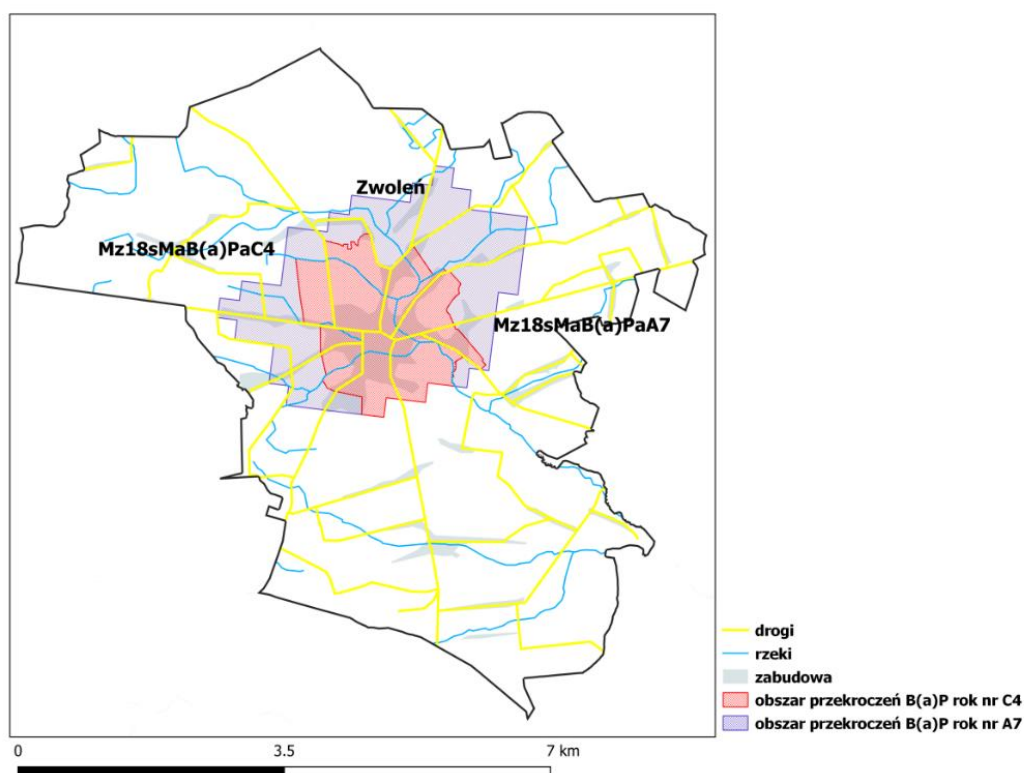 Zwoleń
Mz18sMaB(a)PaC4
Mz18sMaB(a)PaA7
drogi
rzeki
zabudowa
obszar przekroczeń B(a)P rok nr C4
obszar przekroczeń B(a)P rok nr A7
0 3.5 7 km